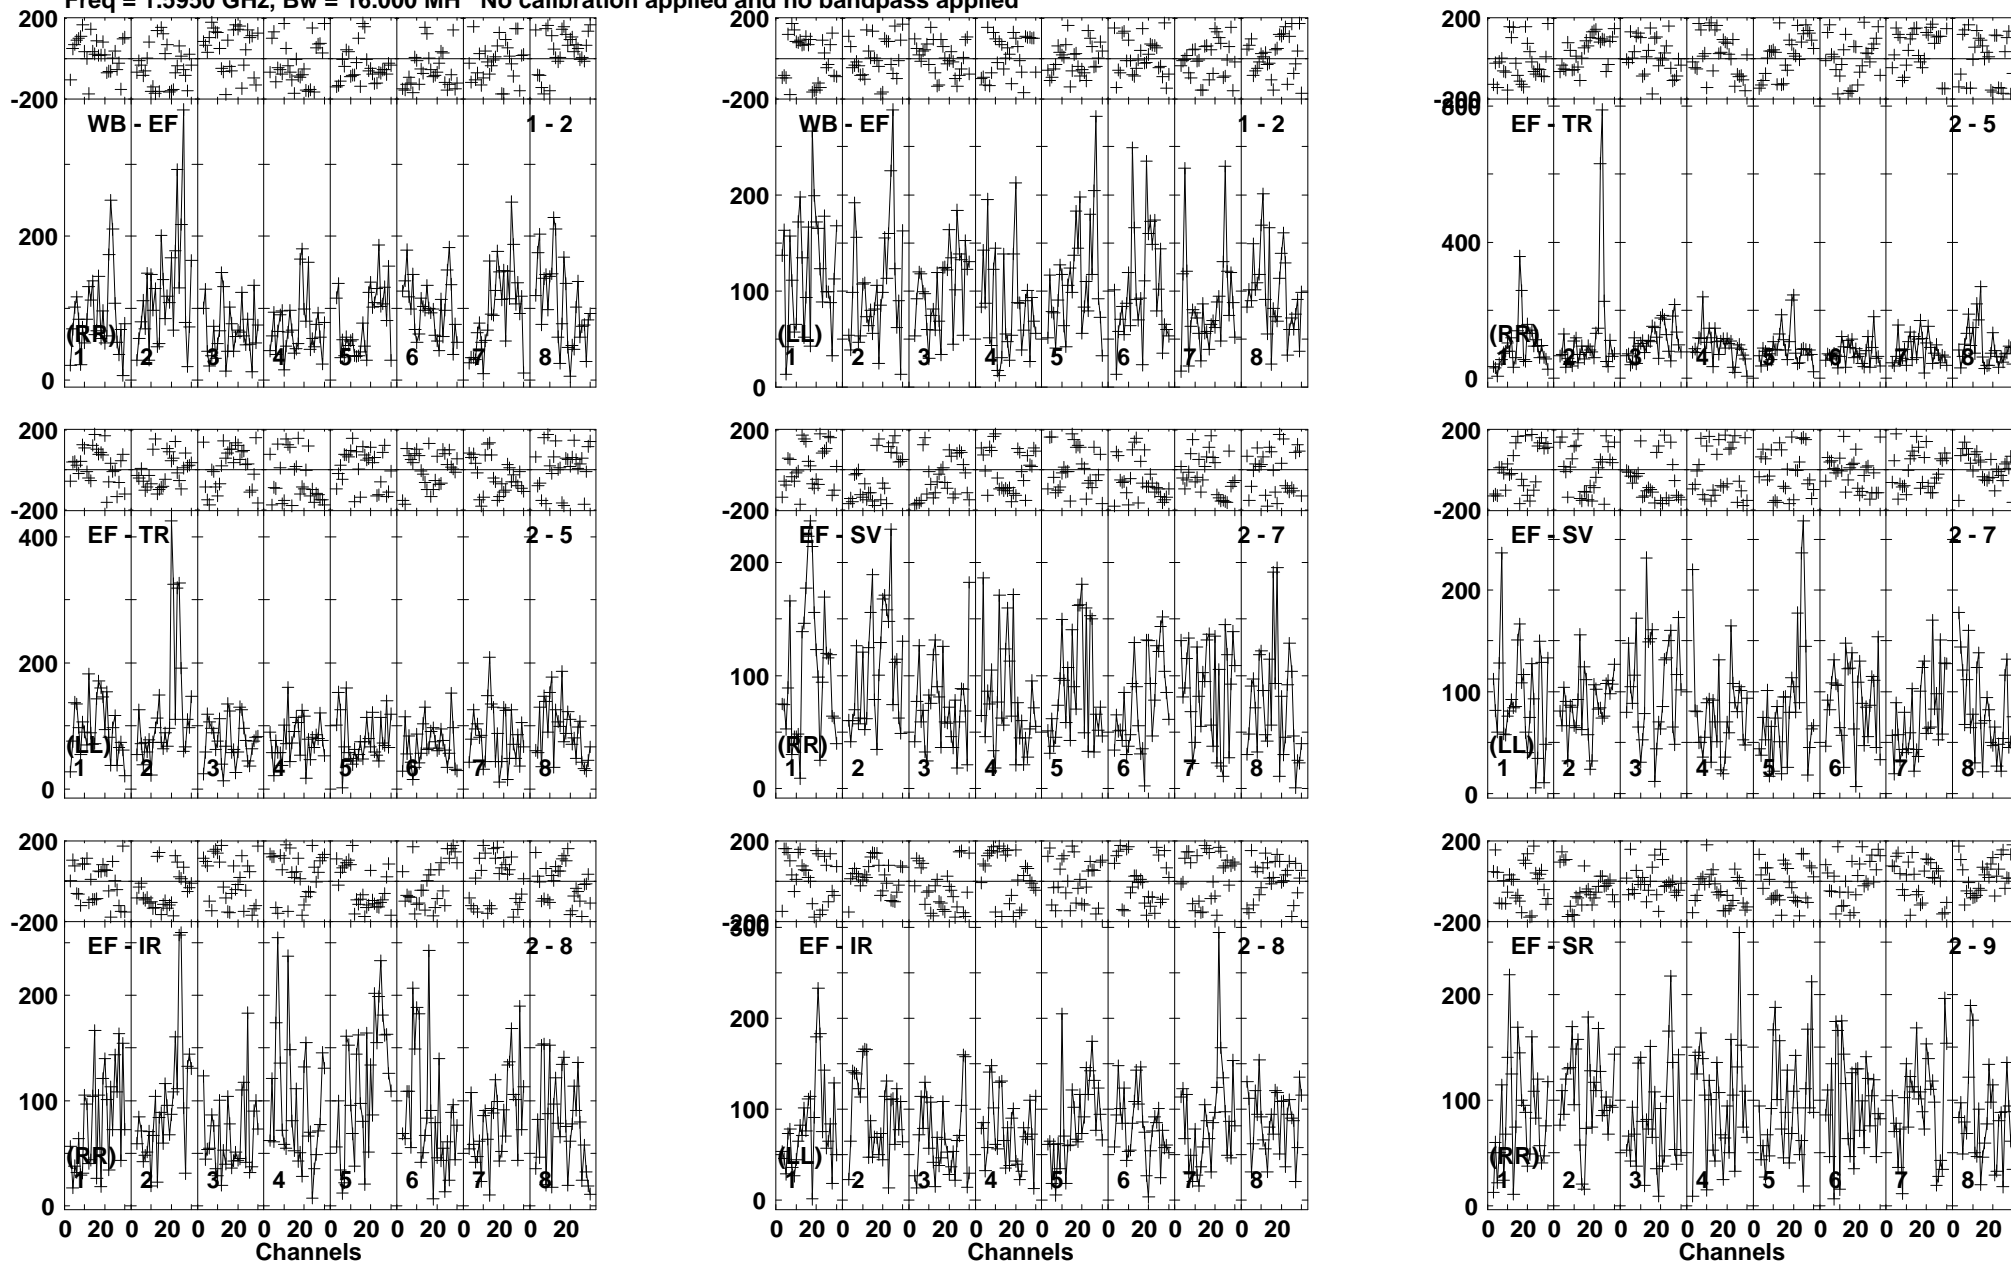 Freq = 1.5950 GHz, Bw = 16.000 MH No calibration applied and no bandpass applied
200 200 200
-200 -200 -200
WB - EF 1 - 2 WB - EF 1 - 2 800 EF - TR 2 - 5
200 200 400
100
(RR) (LL) (RR)
1 2 3 4 5 6 7 8 1 2 3 4 5 6 7 8 1 2 3 4 5 6 7 8
0 0 0
200 200 200
-200 -200 -200
400 EF - TR 2 - 5 EF - SV 2 - 7 EF - SV 2 - 7
200 200 200
100 100
(LL) (RR) (LL)
1 2 3 4 5 6 7 8 1 2 3 4 5 6 7 8 1 2 3 4 5 6 7 8
0 0 0
200 200 200
-200 -200 -200
EF - IR 2 - 8 300 EF - IR 2 - 8 EF - SR 2 - 9
200 200 200
100 100 100
(RR) (LL) (RR)
1 2 3 4 5 6 7 8 1 2 3 4 5 6 7 8 1 2 3 4 5 6 7 8
0 0 0
0 20 0 20 0 20 0 20 0 20 0 20 0 20 0 20 0 20 0 20 0 20 0 20 0 20 0 20 0 20 0 20 0 20 0 20 0 20 0 20 0 20 0 20 0 20 0 20
Channels Channels Channels